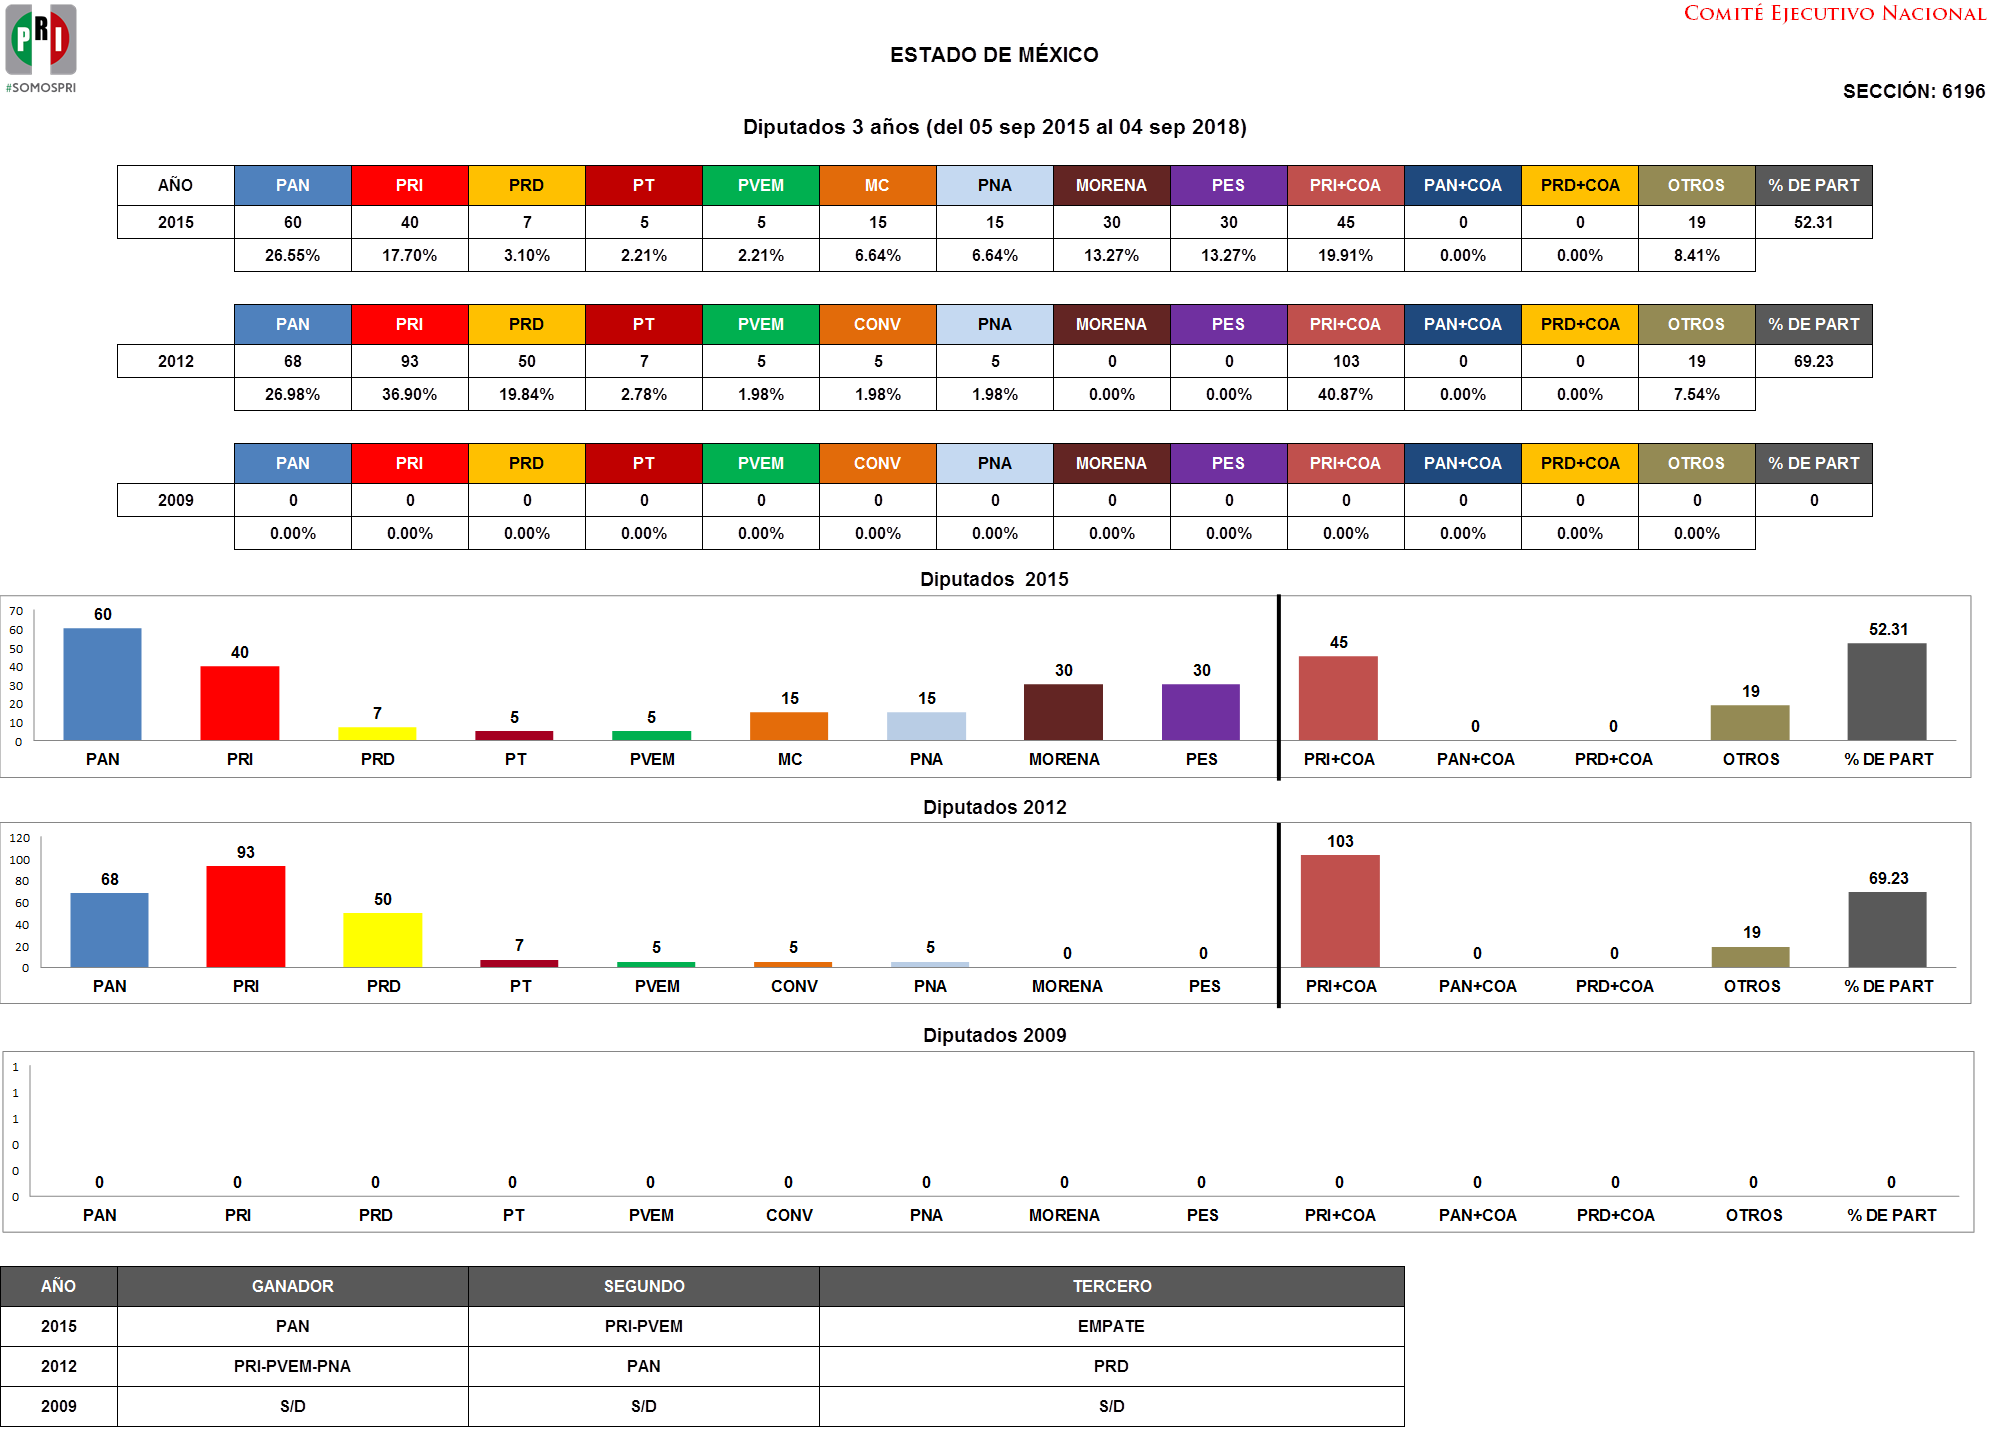 PRI
#SOMOSPRI
COMITÉ EJECUTIVO NACIONAL
ESTADO DE MÉXICO
SECCIÓN: 6196
Diputados 3 años (del 05 sep 2015 al 04 sep 2018)
AÑO PAN PRI PRD PT PVEM MC PNA MORENA PES PRI+COA PAN+COA PRD+COA OTROS % DE PART
2015 60 40 7 5 5 15 15 30 30 45 0 0 19 52.31
26.55% 17.70% 3.10% 2.21% 2.21% 6.64% 6.64% 13.27% 13.27% 19.91% 0.00% 0.00% 8.41%
PAN PRI PRD PT PVEM CONV PNA MORENA PES PRI+COA PAN+COA PRD+COA OTROS % DE PART
2012 68 93 50 7 5 5 5 0 0 103 0 0 19 69.23
26.98% 36.90% 19.84% 2.78% 1.98% 1.98% 1.98% 0.00% 0.00% 40.87% 0.00% 0.00% 7.54%
PAN PRI PRD PT PVEM CONV PNA MORENA PES PRI+COA PAN+COA PRD+COA OTROS % DE PART
2009 0 0 0 0 0 0 0 0 0 0 0 0 0 0
0.00% 0.00% 0.00% 0.00% 0.00% 0.00% 0.00% 0.00% 0.00% 0.00% 0.00% 0.00% 0.00%
Diputados 2015
70
60
50
40
30
20
10
0
60 40 7 5 5 15 15 30 30 45 0 0 19 52.31
PAN PRI PRD PT PVEM MC PNA MORENA PES PRI+COA PAN+COA PRD+COA OTROS % DE PART
Diputados 2012
120
100
80
60
40
20
0
68 93 50 7 5 5 5 0 0 103 0 0 19 69.23
PAN PRI PRD PT PVEM CONV PNA MORENA PES PRI+COA PAN+COA PRD+COA OTROS % DE PART
Diputados 2009
1
1
1
0
0
0
0 0 0 0 0 0 0 0 0 0 0 0 0 0
PAN PRI PRD PT PVEM CONV PNA MORENA PES PRI+COA PAN+COA PRD+COA OTROS % DE PART
AÑO GANADOR SEGUNDO TERCERO
2015 PAN PRI-PVEM EMPATE
2012 PRI-PVEM-PNA PAN PRD
2009 S/D S/D S/D